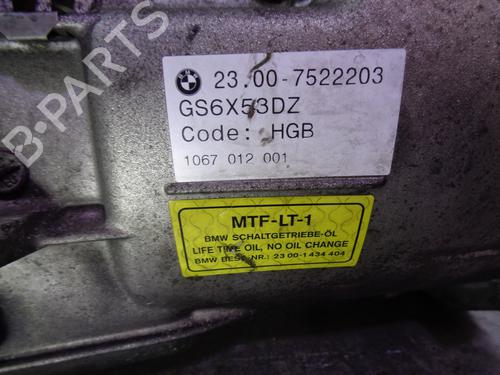 B-PARTS
23.00-7522203
GS6X53DZ
Code: HGB
1067 012 001
MTF-LT-1
BMW SCHALTGETRIEBE-ÖL
LIFE TIME OIL, NO OIL CHANGE
BMW BEST.-NR.: 23 00-1 434 404